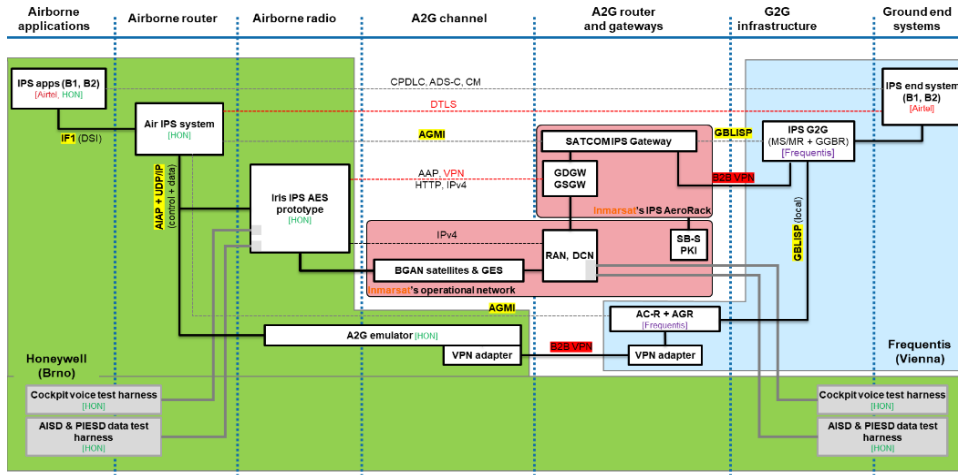 Airborne
applications
Airborne router
Airborne radio
A2G channel
A2G router
and gateways
G2G
infrastructure
Ground end
systems
IPS apps (B1, B2)
[Airtel, HON]
CPDLC, ADS-C, CM
IPS end system
(B1, B2)
[Airtel]
DTLS
IF1 (DSI)
Air IPS system
[HON]
AGMI
SATCOM IPS Gateway
GBLISP
IPS G2G
(MS/MR + GGBR)
[Frequentis]
AIAP + UDP/IP
(control + data)
Iris IPS AES
prototype
[HON]
AAP, VPN
HTTP, IPv4
GDGW
GSGW
B2B VPN
Inmarsat's IPS AeroRack
GBLISP (local)
IPv4
RAN, DCN
SB-S
PKI
BGAN satellites & GES
Inmarsat's operational network
AGMI
AC-R + AGR
[Frequentis]
A2G emulator [HON]
VPN adapter
B2B VPN
VPN adapter
Honeywell
(Brno)
Frequentis
(Vienna)
Cockpit voice test harness
[HON]
Cockpit voice test harness
[HON]
AISD & PIESD data test
harness
[HON]
AISD & PIESD data test
harness
[HON]